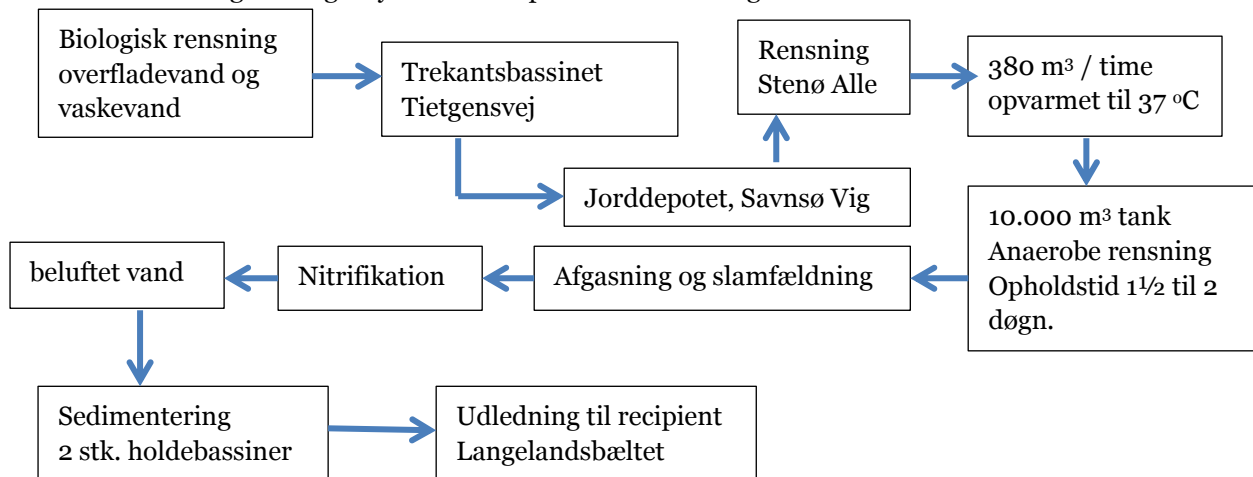 Biologisk rensning
overfladevand og
vaskevand
Trekantsbassinet
Tietgensvej
Jorddepotet, Savnsø Vig
Rensning
Stenø Alle
380 m³ / time
opvarmet til 37 ⁰C
10.000 m³ tank
Anaerobe rensning
Opholdstid 1½ til 2
døgn.
Afgasning og slamfældning
Nitrifikation
beluftet vand
Sedimentering
2 stk. holdebassiner
Udledning til recipient
Langelandsbæltet